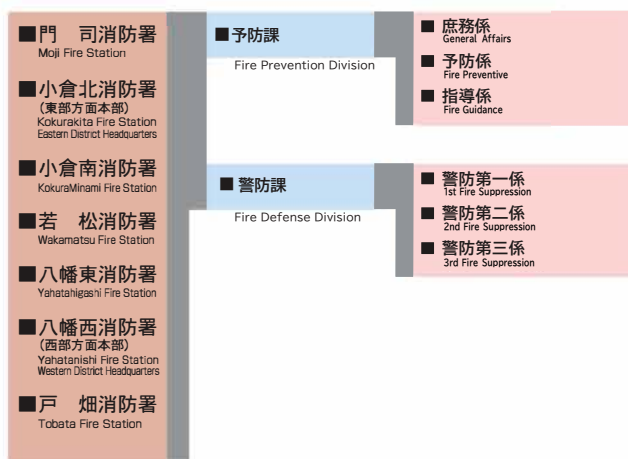 ■門　司消防署
Moji Fire Station
■小倉北消防署
(東部方面本部)
Kokurakita Fire Station
Eastern District Headquarters
■小倉南消防署
KokuraMinami Fire Station
■若　松消防署
Wakamatsu Fire Station
■八幡東消防署
Yahatahigashi Fire Station
■八幡西消防署
(西部方面本部)
Yahatanishi Fire Station
Western District Headquarters
■戸　畑消防署
Tobata Fire Station
■予防課
Fire Prevention Division
■ 庶務係
General Affairs
■ 予防係
Fire Preventive
■ 指導係
Fire Guidance
■ 警防課
Fire Defense Division
■ 警防第一係
1st Fire Suppression
■ 警防第二係
2nd Fire Suppression
■ 警防第三係
3rd Fire Suppression